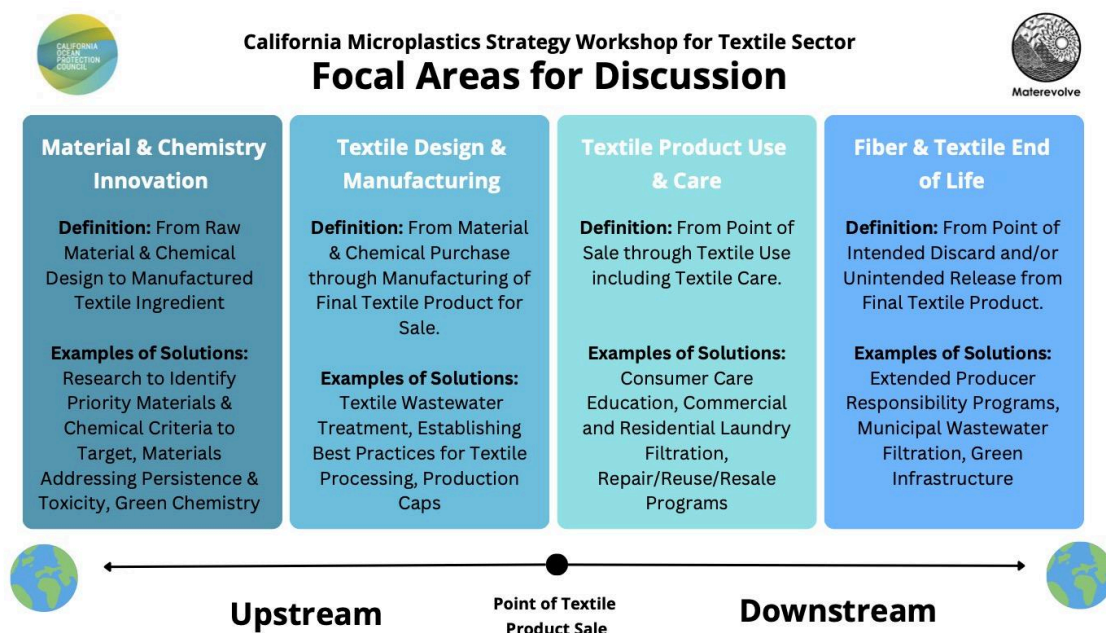 CALIFORNIA
OCEAN
PROTECTION
COUNCIL
California Microplastics Strategy Workshop for Textile Sector
Focal Areas for Discussion
Materevolve
Material & Chemistry
Innovation
Definition: From Raw
Material & Chemical
Design to Manufactured
Textile Ingredient
Examples of Solutions:
Research to Identify
Priority Materials &
Chemical Criteria to
Target, Materials
Addressing Persistence &
Toxicity, Green Chemistry
Textile Design &
Manufacturing
Definition: From Material
& Chemical Purchase
through Manufacturing of
Final Textile Product for
Sale.
Examples of Solutions:
Textile Wastewater
Treatment, Establishing
Best Practices for Textile
Processing, Production
Caps
Textile Product Use
& Care
Definition: From Point of
Sale through Textile Use
including Textile Care.
Examples of Solutions:
Consumer Care
Education, Commercial
and Residential Laundry
Filtration,
Repair/Reuse/Resale
Programs
Fiber & Textile End
of Life
Definition: From Point of
Intended Discard and/or
Unintended Release from
Final Textile Product.
Examples of Solutions:
Extended Producer
Responsibility Programs,
Municipal Wastewater
Filtration, Green
Infrastructure
Upstream
Point of Textile
Product Sale
Downstream